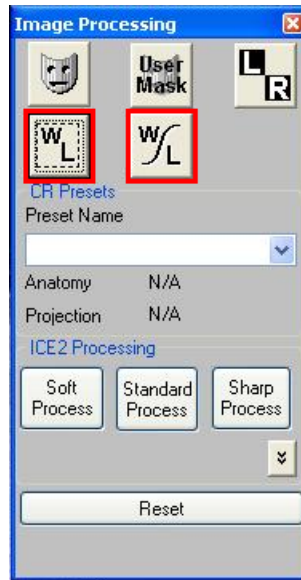 Image Processing
User
Mask
L
R
W
L
W
L
CR Presets
Preset Name
Anatomy N/A
Projection N/A
ICE2 Processing
Soft
Process
Standard
Process
Sharp
Process
Reset